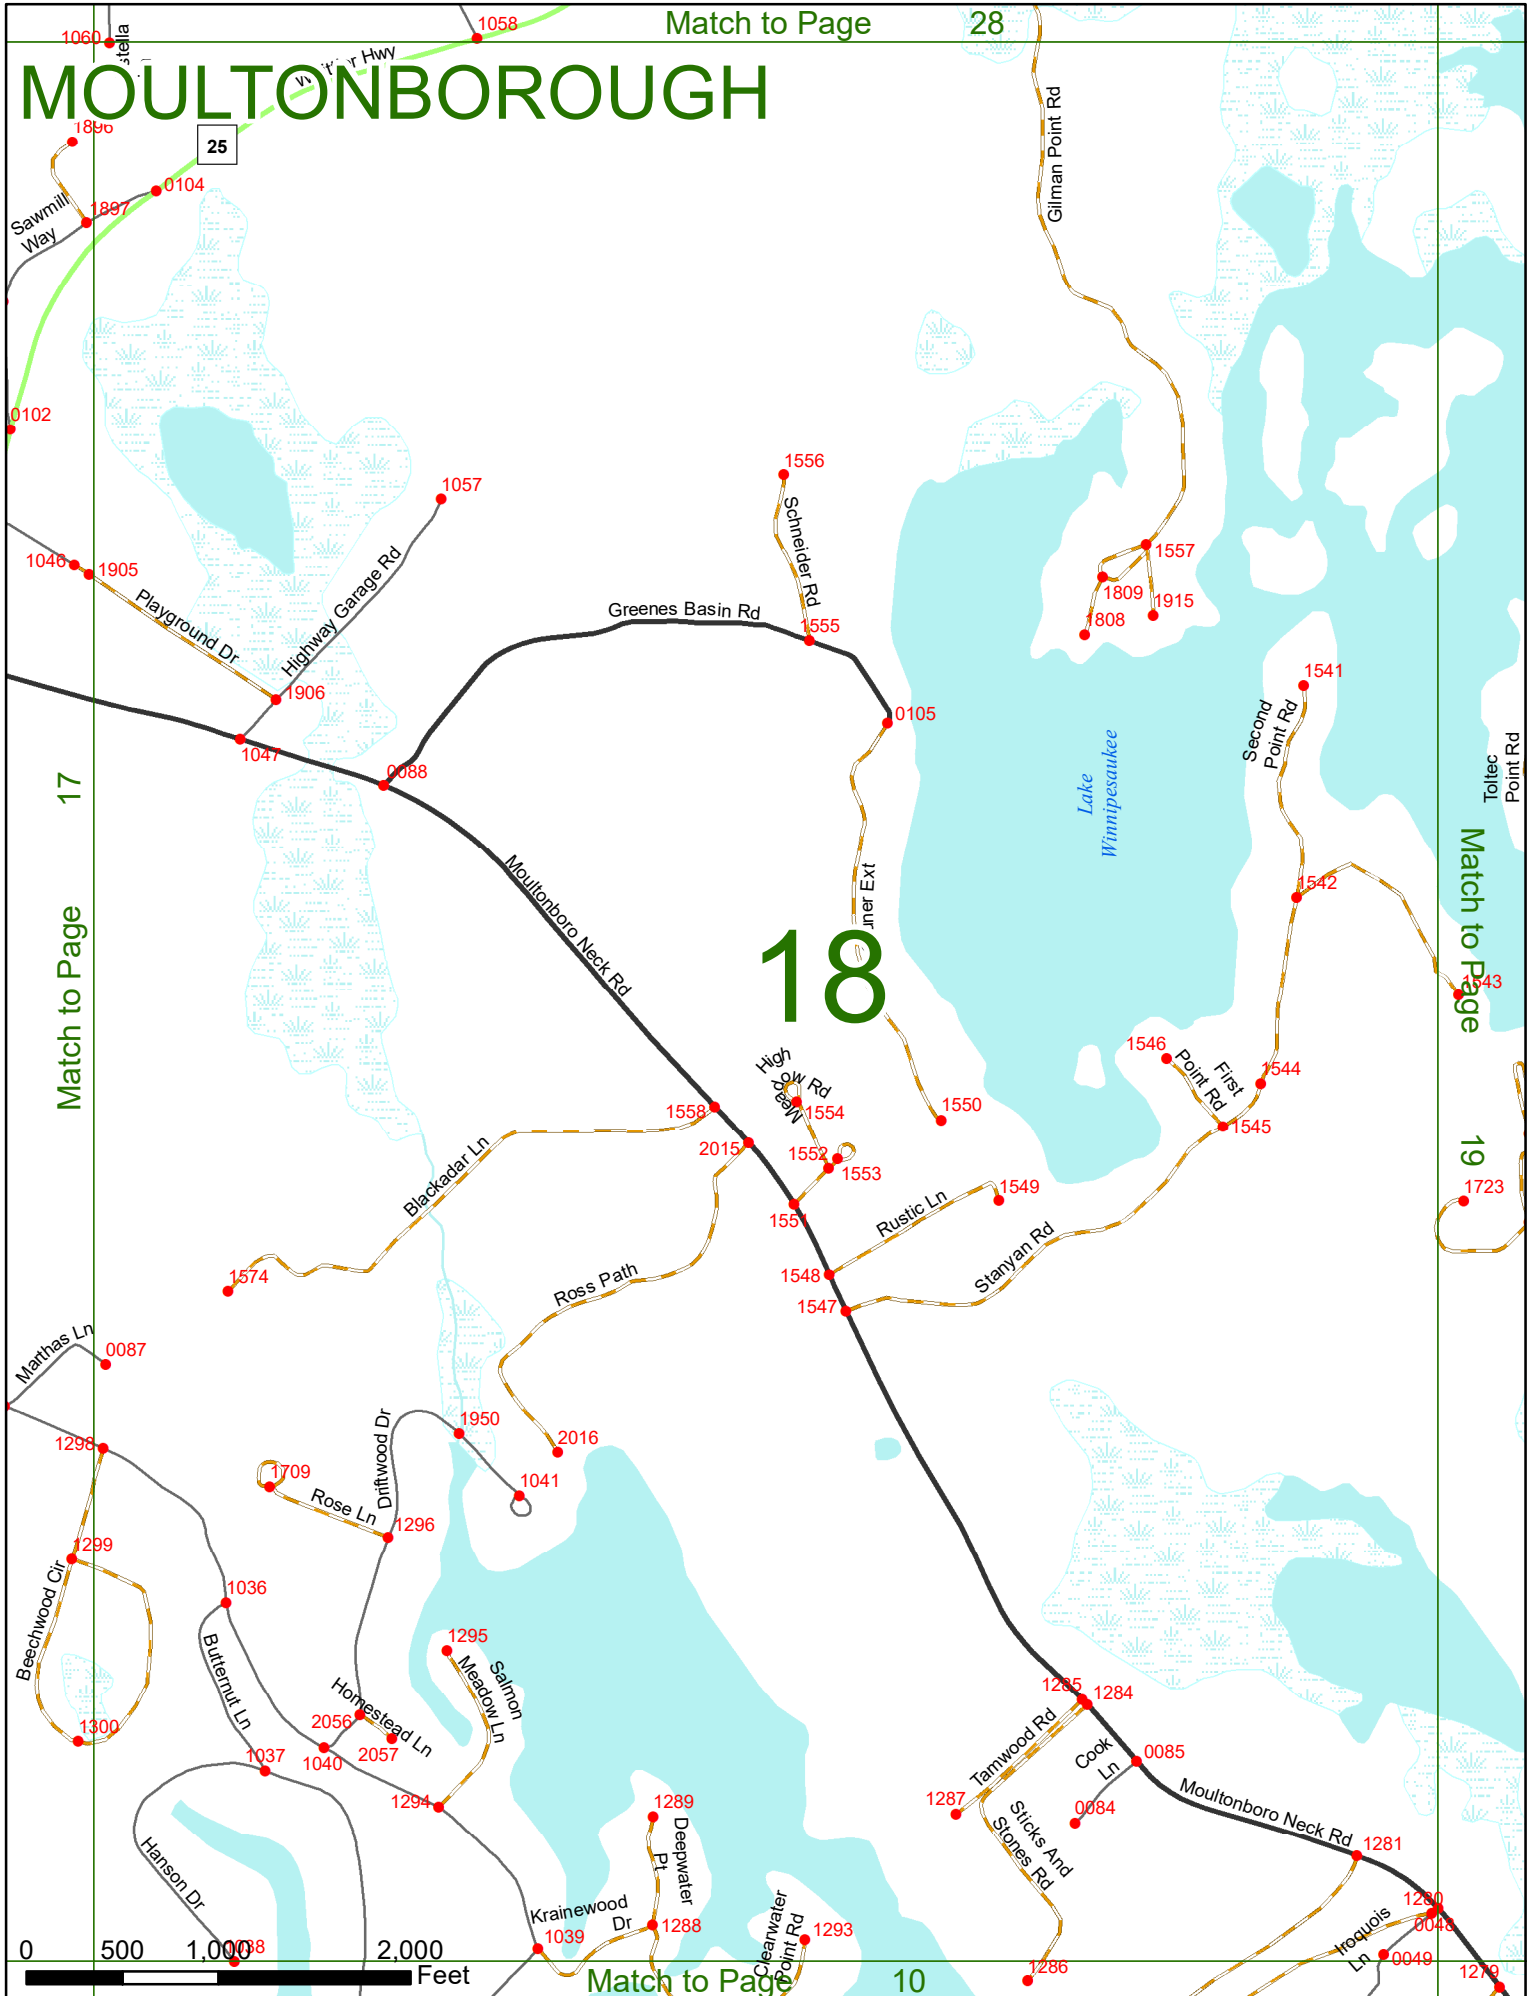 Match to Page 28
1058
1060
MOULTONBOROUGH
25
1896
0104
1897
Sawmill
Way
Gilman Point Rd
0102
1057
1556
Schneider Rd
1046
1905
Playground Dr
Highway Garage Rd
1557
1809
1915
1808
Greenes Basin Rd
1555
1906
1541
0105
Second
Point Rd
1047
0088
Lake
Winnipesaukee
Toltec
Point Rd
Match to Page 17
Moultonboro Neck Rd
1542
18
1543
Match to Page 19
1546
First
Point Rd
1544
1545
High
1554
1550
1558
2015
1552
1553
1551
Blackadar Ln
Rustic Ln
1549
1723
1574
Ross Path
Stanyan Rd
1548
1547
Marthas Ln
0087
1298
Driftwood Dr
1950
2016
1709
Rose Ln
1041
1296
1299
Beechwood Cir
1036
Butternut Ln
1295
Salmon
Meadow Ln
Homestead Ln
2056
2057
1300
1037
1040
1294
1285
1284
Tamwood Rd
Cook
Ln
0085
1287
0084
Sticks And
Stones Rd
Moultonboro Neck Rd
1281
1289
Deepwater
Pt
Hanson Dr
Krainewood
Dr
1288
1039
Clearwater
Point Rd
1293
1280
0048
Iroquois
Ln
0049
1279
1286
0038
0 500 1,000 2,000
Feet
Match to Page 10